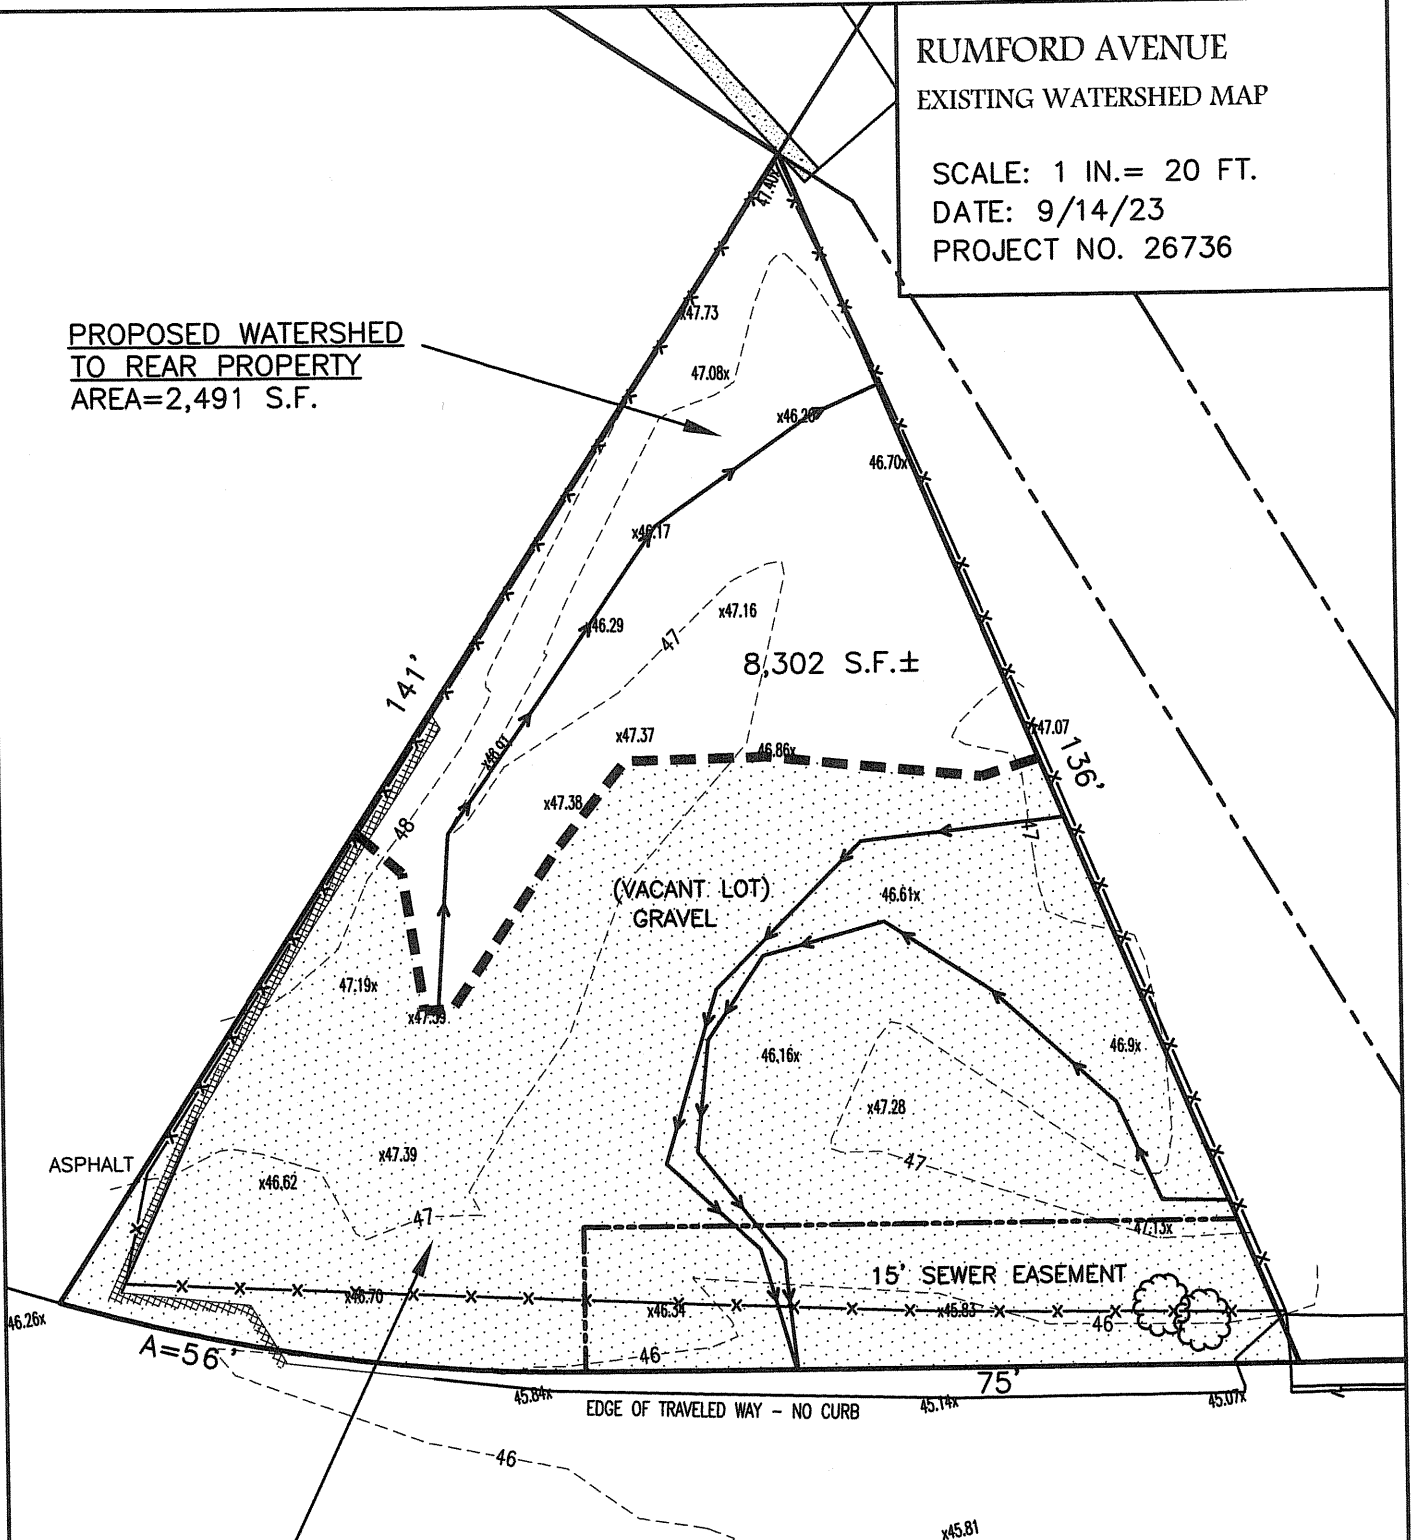 RUMFORD AVENUE
EXISTING WATERSHED MAP
SCALE: 1 IN.= 20 FT.
DATE: 9/14/23
PROJECT NO. 26736
47.40x
x47.73
PROPOSED WATERSHED
TO REAR PROPERTY
AREA=2,491 S.F.
47.08x
x46.20
46.70x
x46.17
x47.16
x46.29
47
8,302 S.F.±
141'
x47.07
x47.37
46.86x
136'
x47.38
48
47
(VACANT LOT)
GRAVEL
46.61x
47.19x
46.9x
46.16x
x47.28
x47.39
47
ASPHALT
x46.62
47
47.13x
15' SEWER EASEMENT
x46.70
x46.34
x45.83
46
46.26x
A=56'
46
75'
45.84x
45.14x
45.07x
EDGE OF TRAVELED WAY - NO CURB
46
x45.81